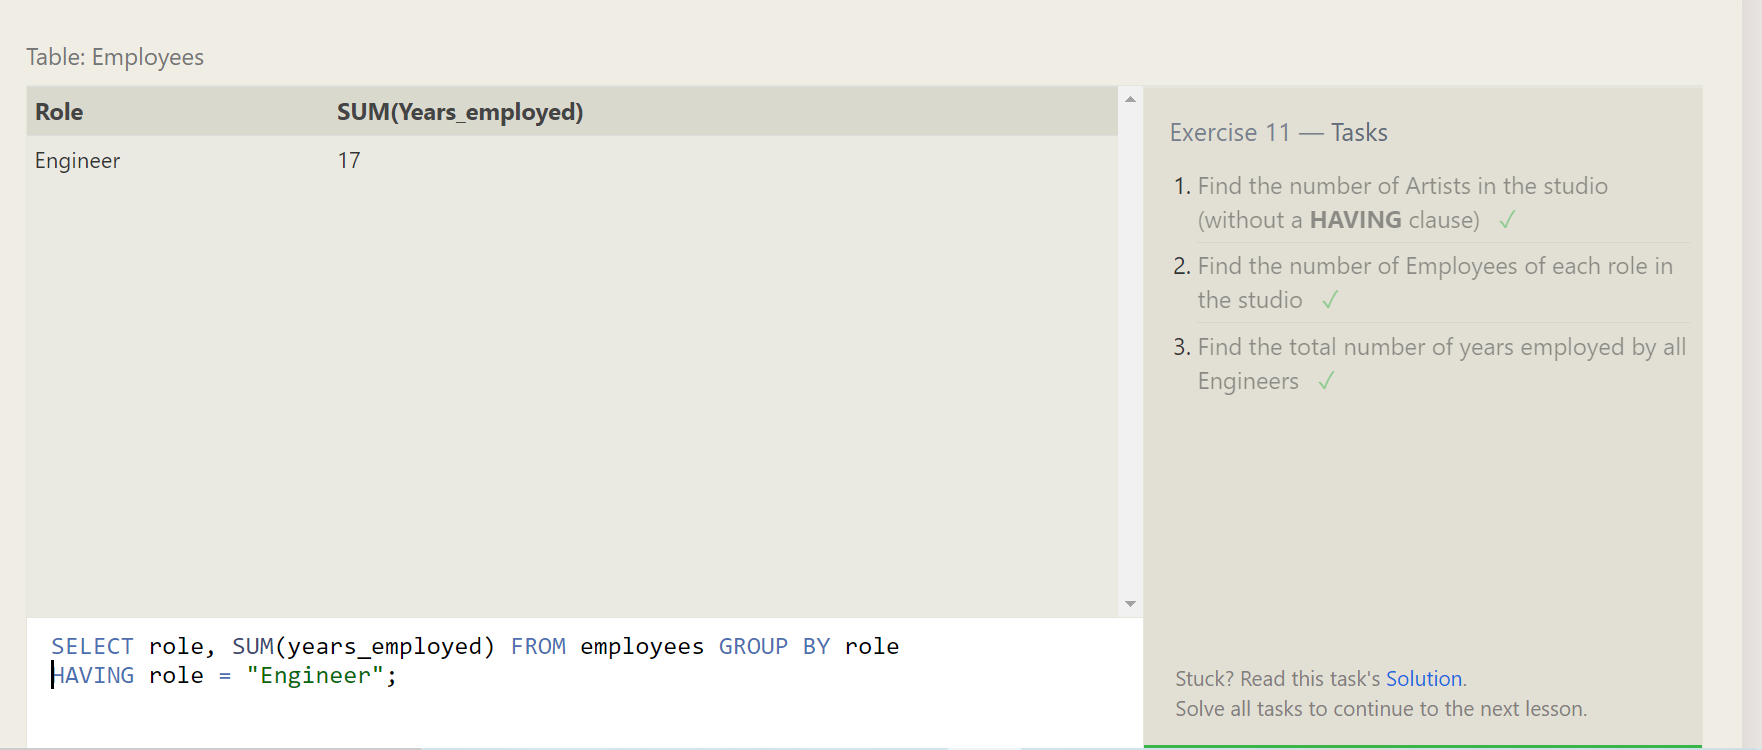 Table: Employees
Role SUM(Years_employed)
Engineer 17
SELECT role, SUM(years_employed) FROM employees GROUP BY role
HAVING role = "Engineer";
Exercise 11 — Tasks
1. Find the number of Artists in the studio
(without a HAVING clause) ✓
2. Find the number of Employees of each role in
the studio ✓
3. Find the total number of years employed by all
Engineers ✓
Stuck? Read this task's Solution.
Solve all tasks to continue to the next lesson.